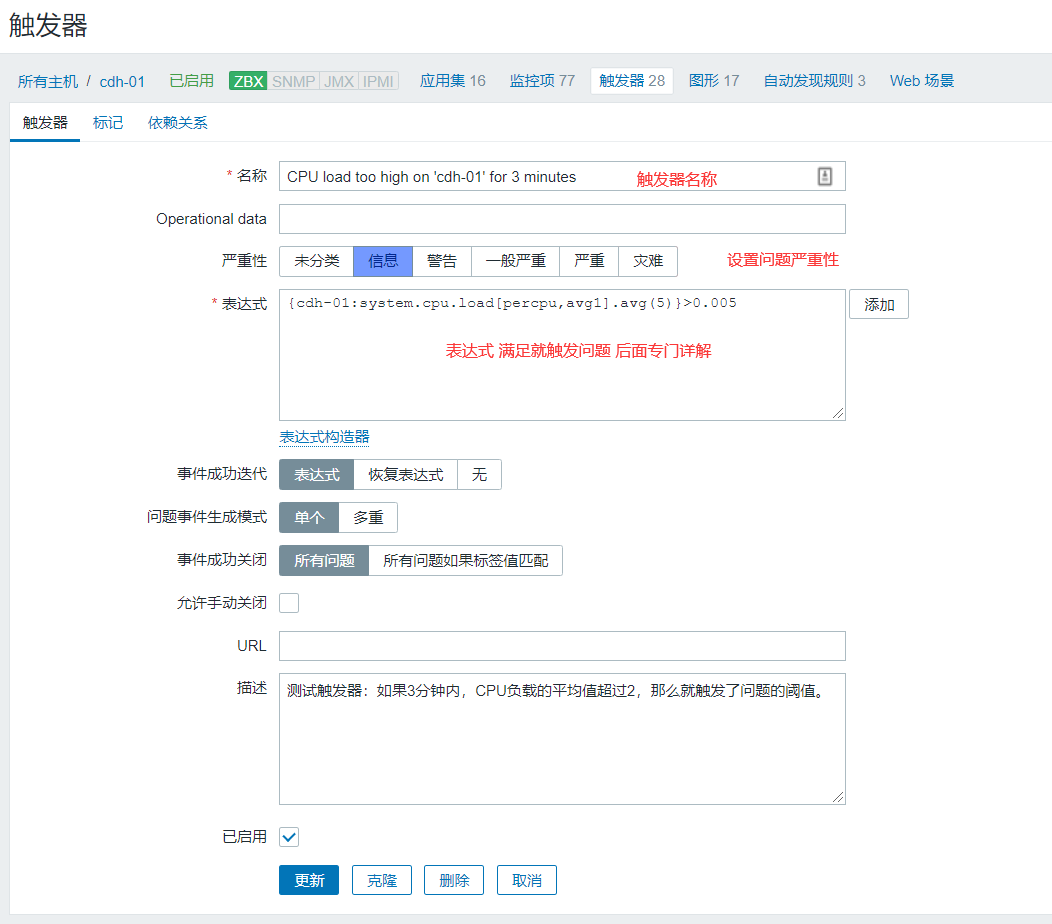 触发器
所有主机 / cdh-01 已启用 ZBX SNMP JMX IPMI 应用集 16 监控项 77 触发器 28 图形 17 自动发现规则 3 Web 场景
触发器 标记 依赖关系
* 名称 CPU load too high on 'cdh-01' for 3 minutes 触发器名称
Operational data
严重性 未分类 信息 警告 一般严重 严重 灾难 设置问题严重性
* 表达式 {cdh-01:system.cpu.load[percpu,avg1].avg(5)}>0.005 添加
表达式 满足就触发问题 后面专门详解
表达式构造器
事件成功迭代 表达式 恢复表达式 无
问题事件生成模式 单个 多重
事件成功关闭 所有问题 所有问题如果标签值匹配
允许手动关闭
URL
描述 测试触发器：如果3分钟内，CPU负载的平均值超过2，那么就触发了问题的阈值。
已启用
更新 克隆 删除 取消